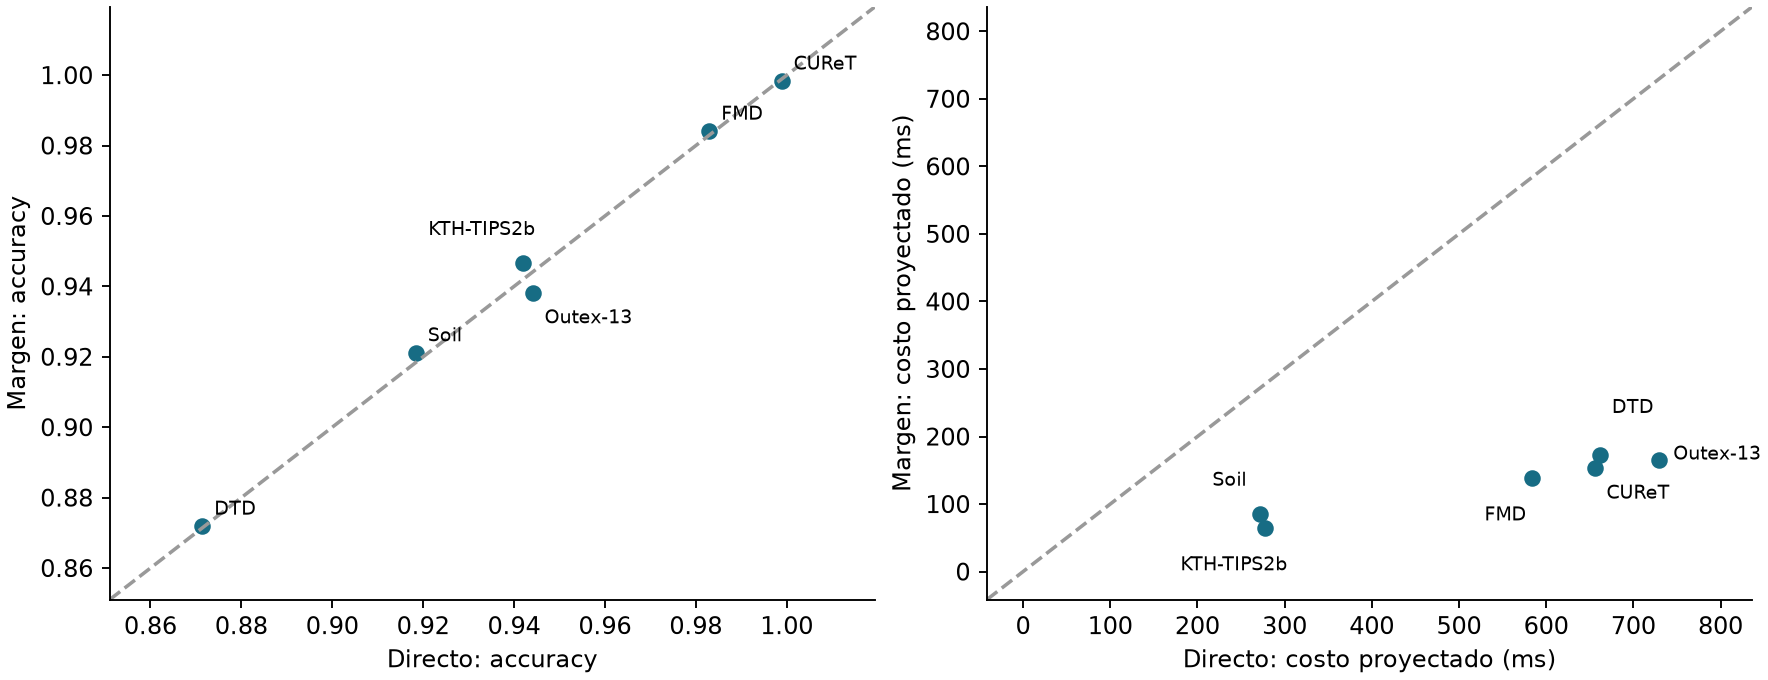 1.00
0.98
0.96
0.94
0.92
0.90
0.88
0.86
Margen: accuracy
CUReT
FMD
KTH-TIPS2b
Outex-13
Soil
DTD
0.86 0.88 0.90 0.92 0.94 0.96 0.98 1.00
Directo: accuracy
800
700
600
500
400
300
200
100
0
Margen: costo proyectado (ms)
DTD
Outex-13
Soil
CUReT
FMD
KTH-TIPS2b
0 100 200 300 400 500 600 700 800
Directo: costo proyectado (ms)